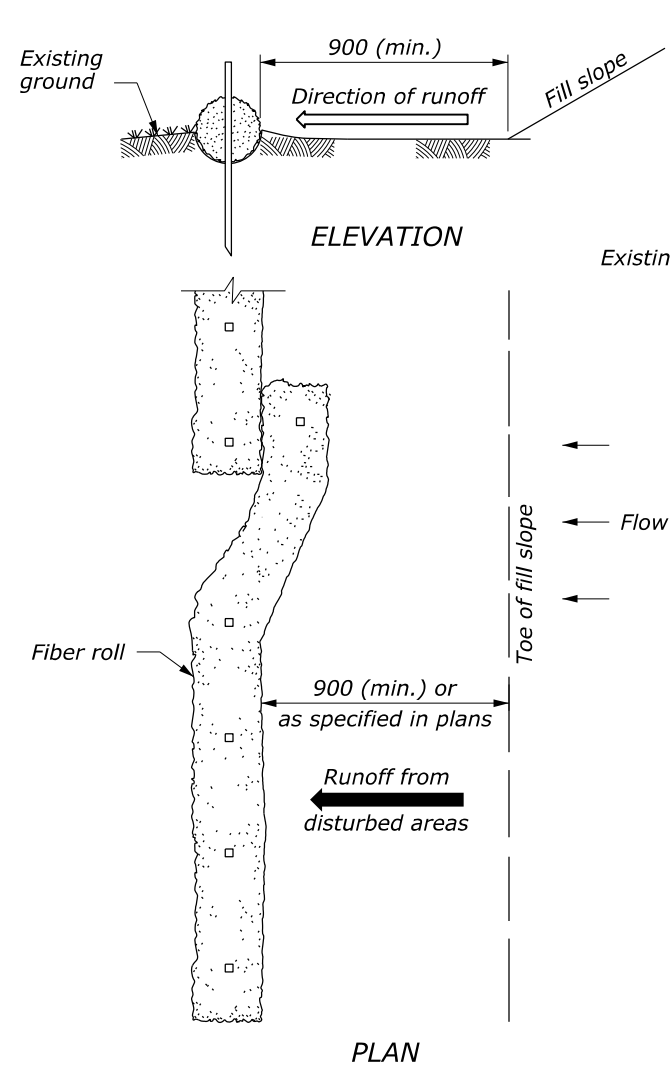 Existing
ground
900 (min.)
Fill slope
Direction of runoff
ELEVATION
Existin
Toe of fill slope
Flow
Fiber roll
900 (min.) or
as specified in plans
Runoff from
disturbed areas
PLAN